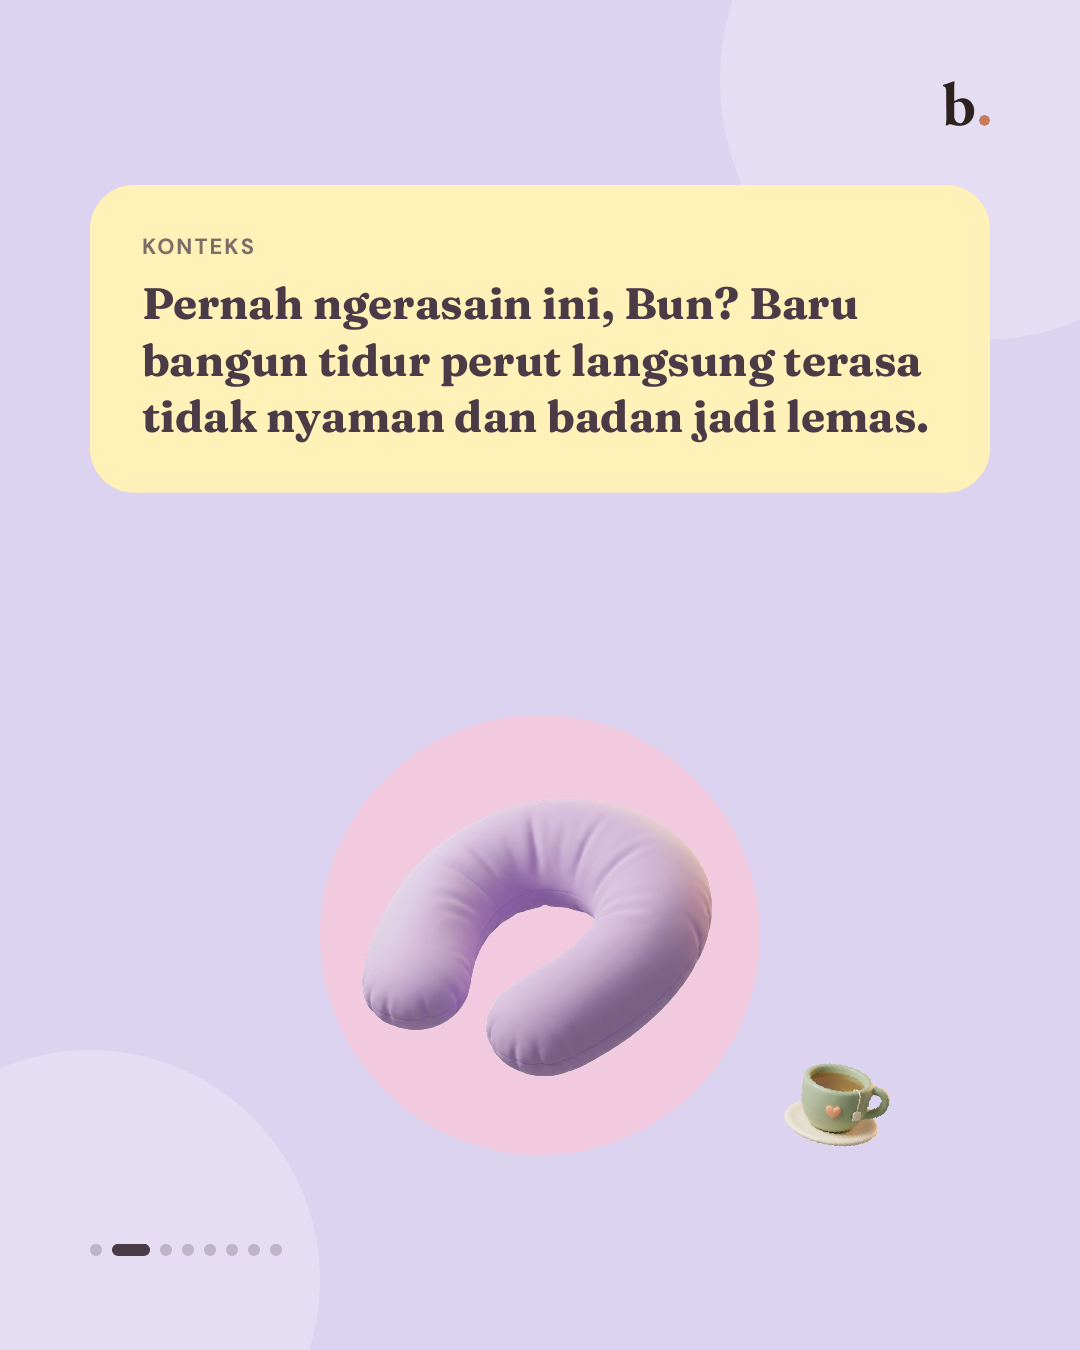 b.
KONTEKS
Pernah ngerasain ini, Bun? Baru
bangun tidur perut langsung terasa
tidak nyaman dan badan jadi lemas.